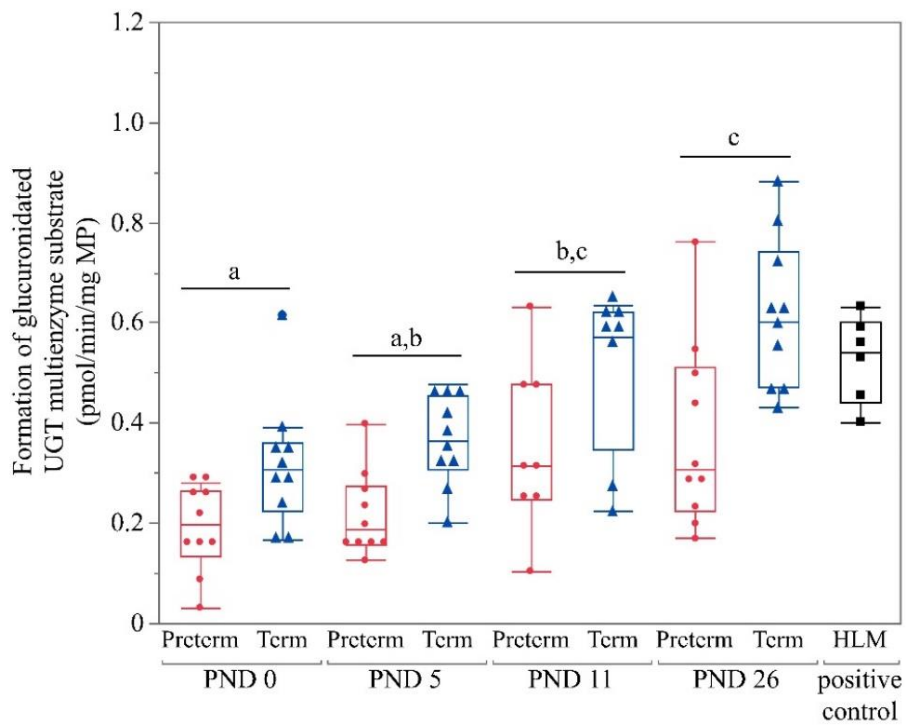 Formation of glucuronidated
UGT multienzyme substrate
(pmol/min/mg MP)
1.2
1.0
0.8
0.6
0.4
0.2
0
a
a,b
b,c
c
Preterm Term Preterm Term Preterm Term Preterm Term HLM
PND 0 PND 5 PND 11 PND 26 positive
control